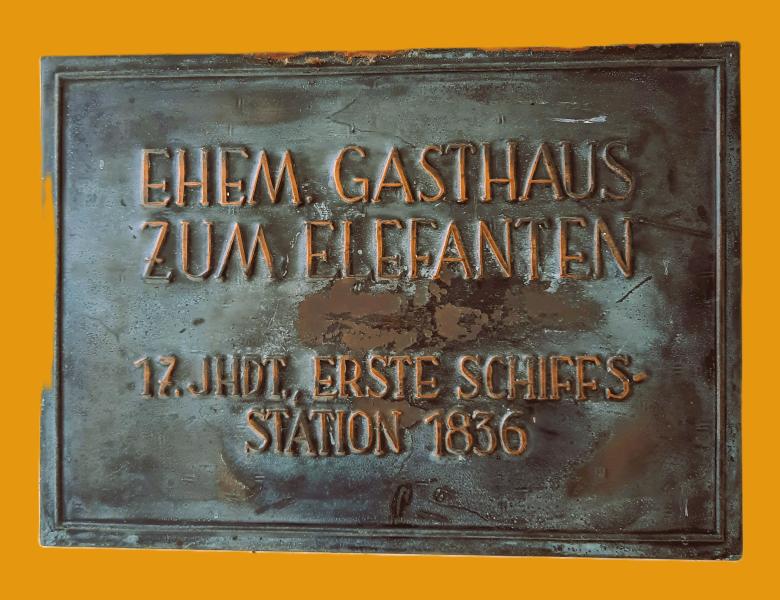 EHEM. GASTHAUS
ZUM ELEFANTEN
17. JHDT., ERSTE SCHIFFS-
STATION 1836